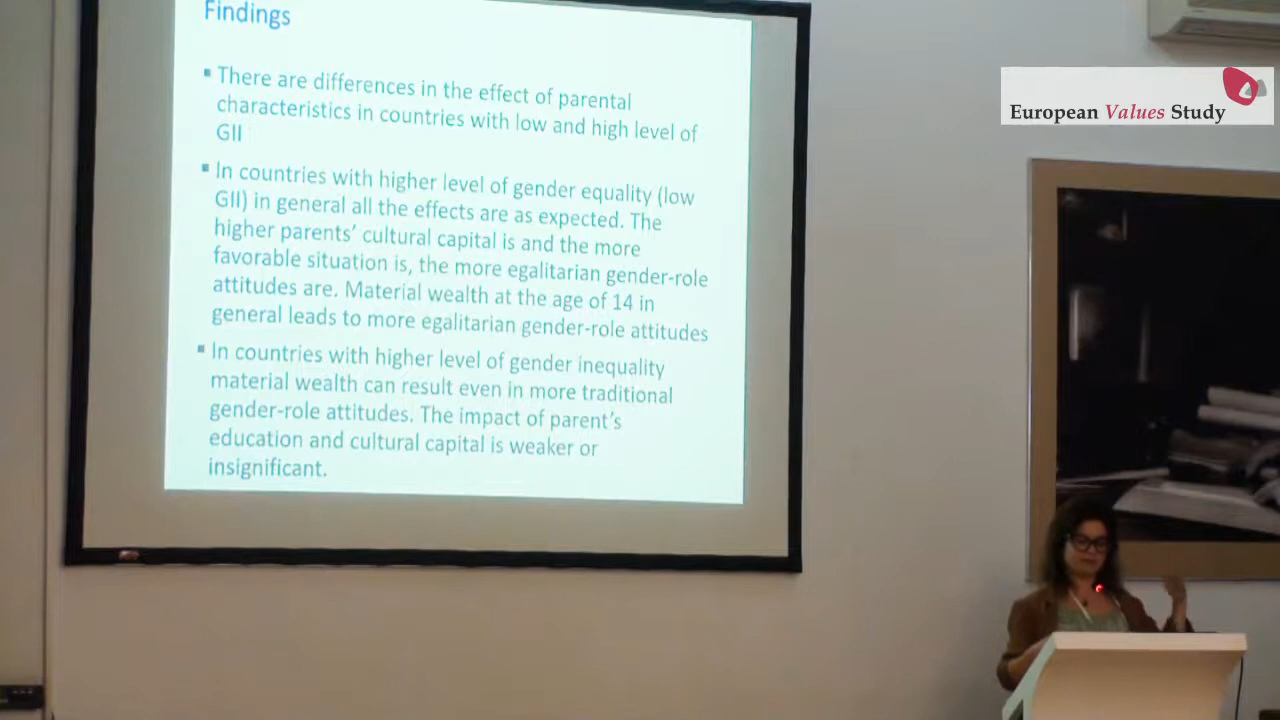 Findings
There are differences in the effect of parental
characteristics in countries with low and high level of
GII
In countries with higher level of gender equality (low
GII) in general all the effects are as expected. The
higher parents' cultural capital is and the more
favorable situation is, the more egalitarian gender-role
attitudes are. Material wealth at the age of 14 in
general leads to more egalitarian gender-role attitudes
In countries with higher level of gender inequality
material wealth can result even in more traditional
gender-role attitudes. The impact of parent's
education and cultural capital is weaker or
insignificant.
European Values Study